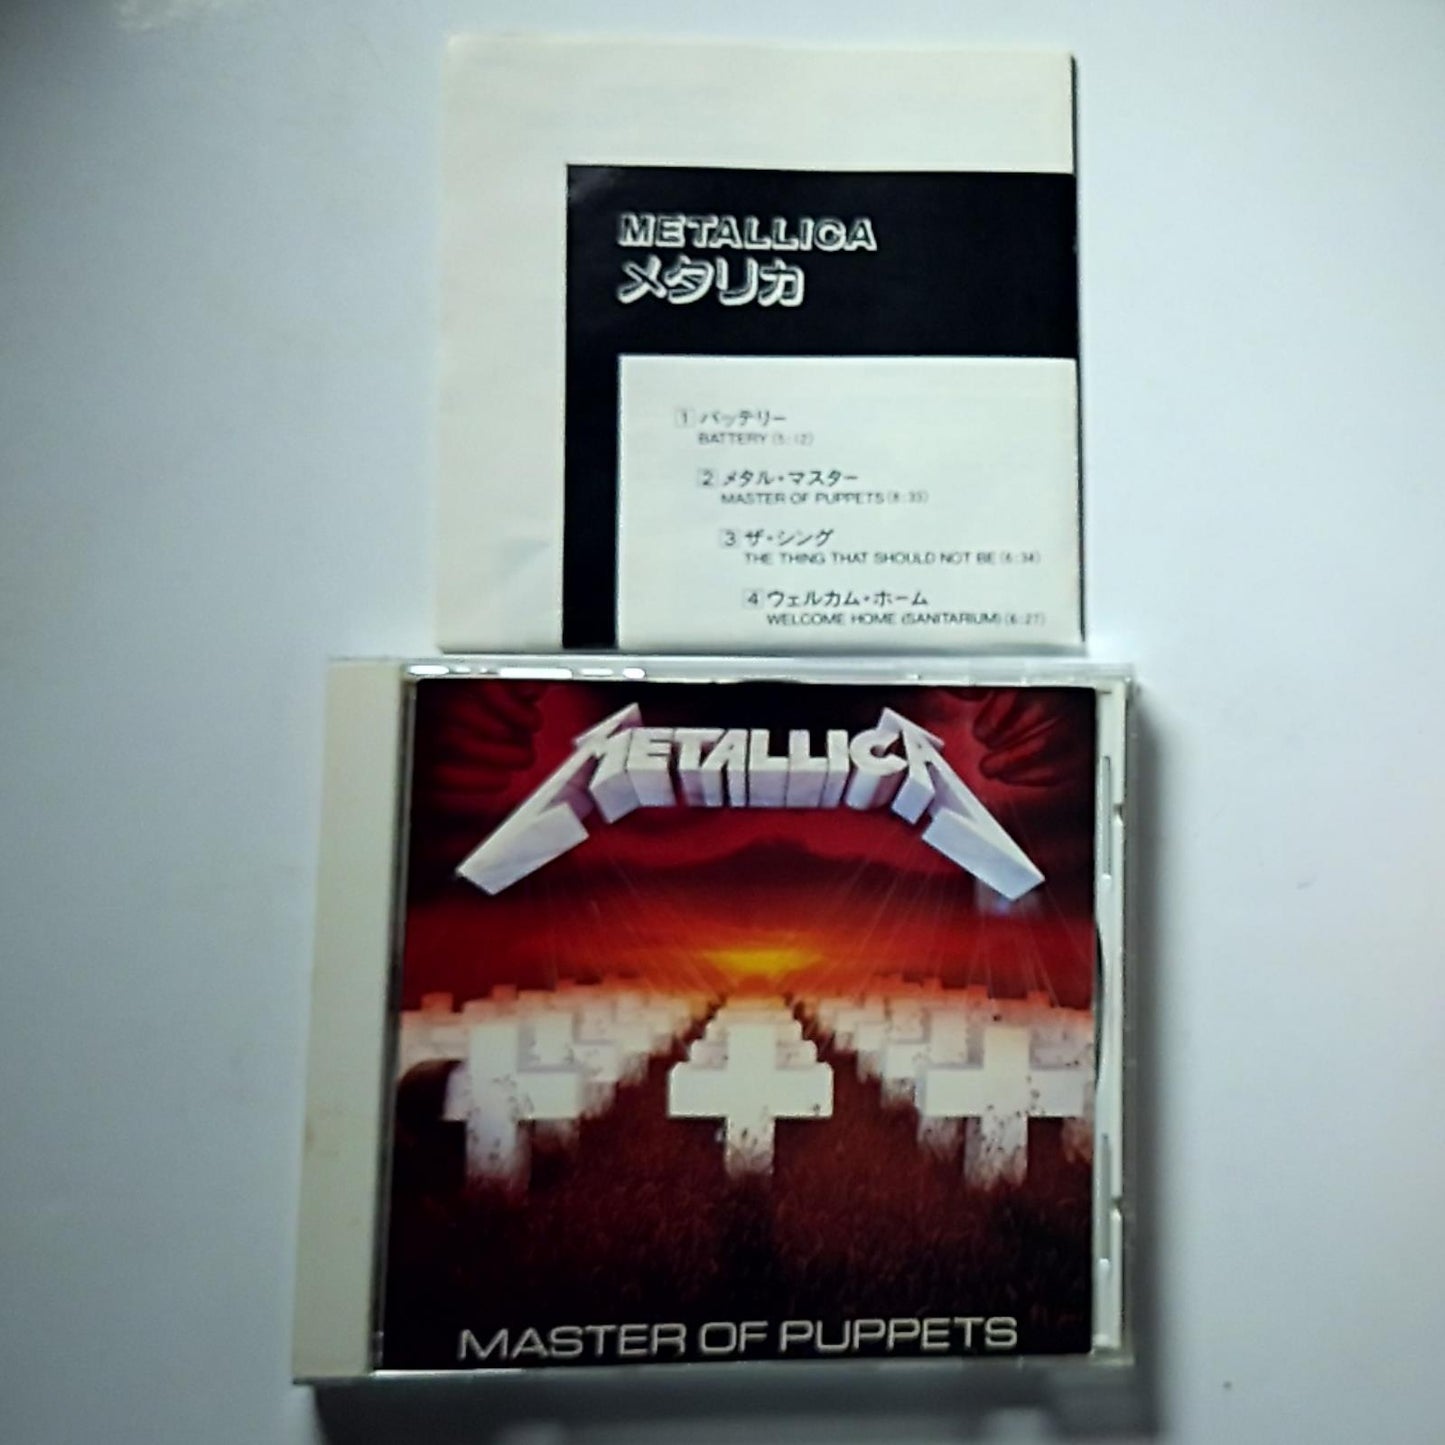 METALLICA
メタリカ
1 バッテリー
BATTERY (5:12)
2 メタル・マスター
MASTER OF PUPPETS (8:35)
3 ザ・シング
THE THING THAT SHOULD NOT BE (6:34)
4 ウェルカム・ホーム
WELCOME HOME (SANITARIUM) (6:27)
METALLICA
MASTER OF PUPPETS